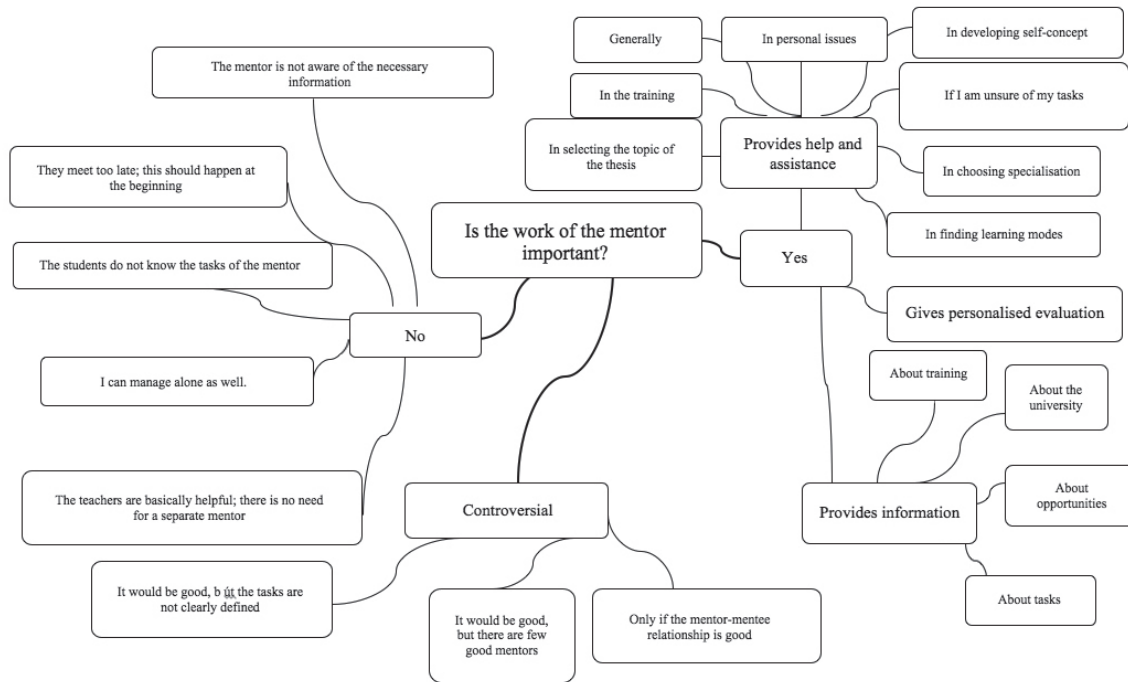 Generally
In personal issues
In developing self-concept
The mentor is not aware of the necessary
information
In the training
If I am unsure of my tasks
In selecting the topic of
the thesis
Provides help and
assistance
In choosing specialisation
They meet too late; this should happen at
the beginning
Is the work of the mentor
important?
In finding learning modes
Yes
The students do not know the tasks of the mentor
Gives personalised evaluation
No
I can manage alone as well.
About training
About the
university
The teachers are basically helpful; there is no need
for a separate mentor
Controversial
Provides information
About
opportunities
It would be good, b út the tasks are
not clearly defined
It would be good,
but there are few
good mentors
Only if the mentor-mentee
relationship is good
About tasks